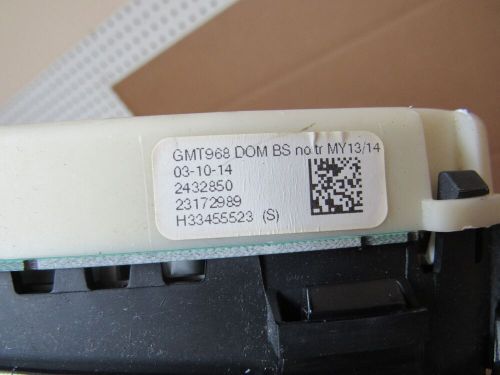 GMT968 DOM BS no tr MY13/14
03-10-14
2432850
23172989
H33455523 (S)